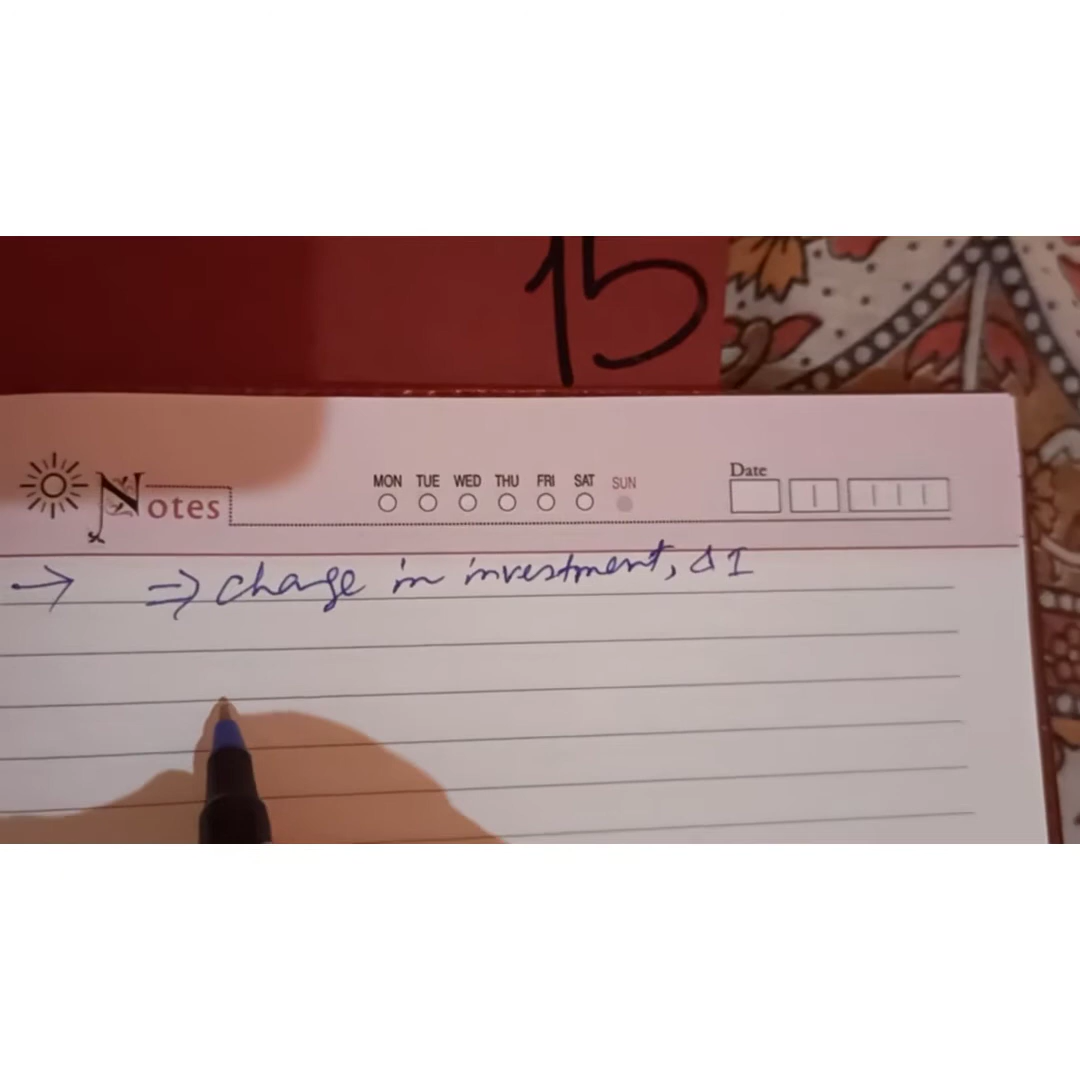 15
Notes
MON TUE WED THU FRI SAT SUN
Date
→ ⇒ change in investment, ΔI